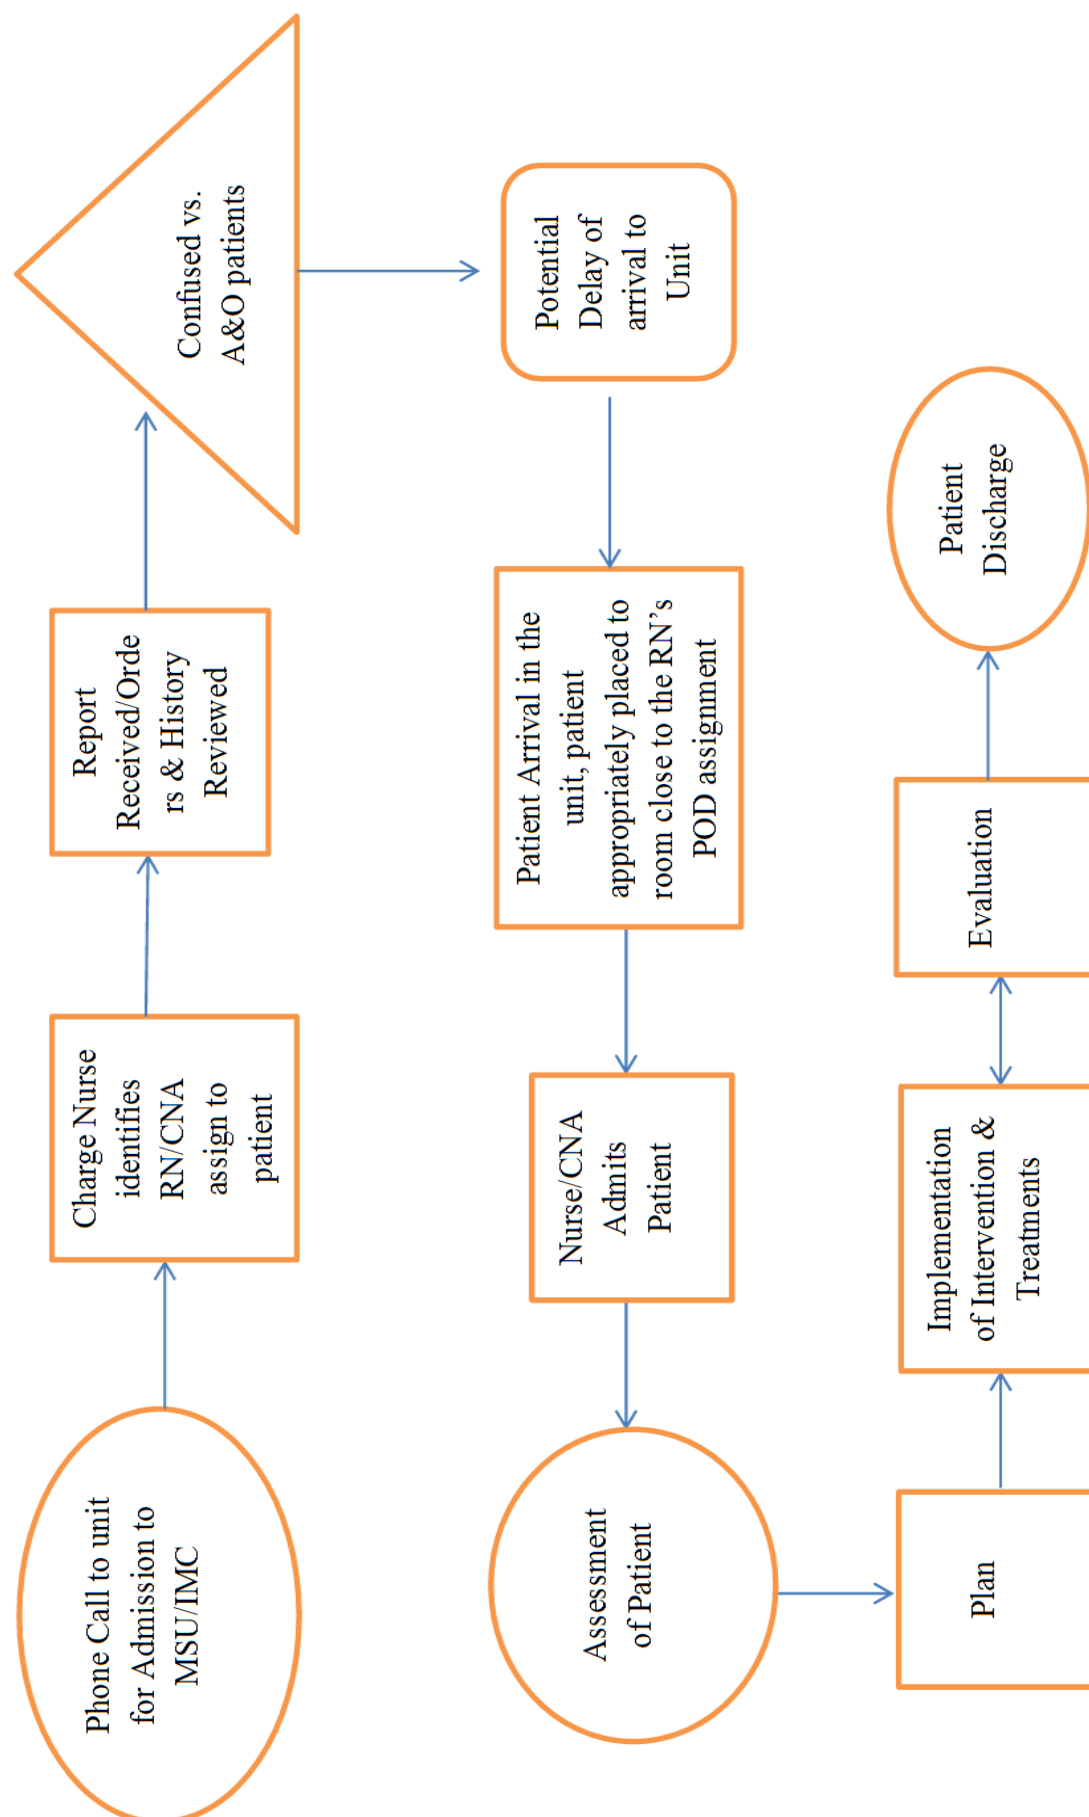 Phone Call to unit
for Admission to
MSU/IMC
Charge Nurse
identifies
RN/CNA
assign to
patient
Report
Received/Orde
rs & History
Reviewed
Confused vs.
A&O patients
Potential
Delay of
arrival to
Unit
Patient Arrival in the
unit, patient
appropriately placed to
room close to the RN’s
POD assignment
Nurse/CNA
Admits
Patient
Assessment
of Patient
Plan
Implementation
of Intervention &
Treatments
Evaluation
Patient
Discharge